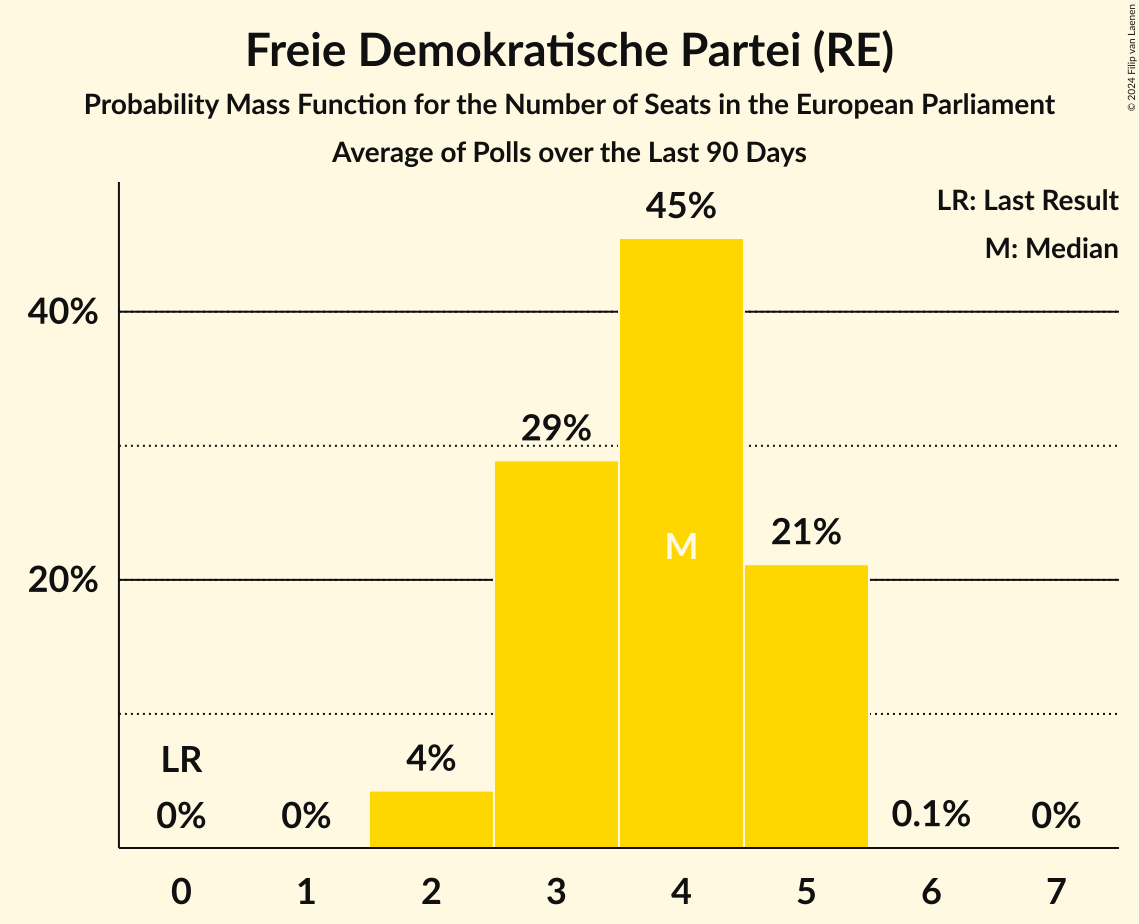 Freie Demokratische Partei (RE)
Probability Mass Function for the Number of Seats in the European Parliament
Average of Polls over the Last 90 Days
© 2024 Filip van Laenen
LR: Last Result
M: Median
45%
40%
29%
M
21%
20%
LR
4%
0%
0%
0.1%
0%
0 1 2 3 4 5 6 7